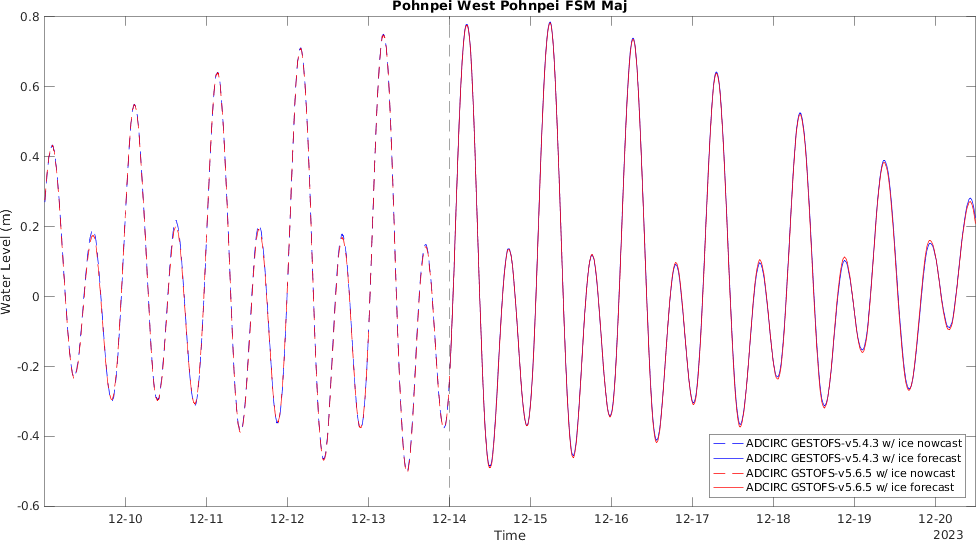 Pohnpei West Pohnpei FSM Maj
0.8
0.6
0.4
0.2
0
-0.2
-0.4
-0.6
Water Level (m)
ADCIRC GESTOFS-v5.4.3 w/ ice nowcast
ADCIRC GESTOFS-v5.4.3 w/ ice forecast
ADCIRC GSTOFS-v5.6.5 w/ ice nowcast
ADCIRC GSTOFS-v5.6.5 w/ ice forecast
12-10 12-11 12-12 12-13 12-14 12-15 12-16 12-17 12-18 12-19 12-20
Time
2023